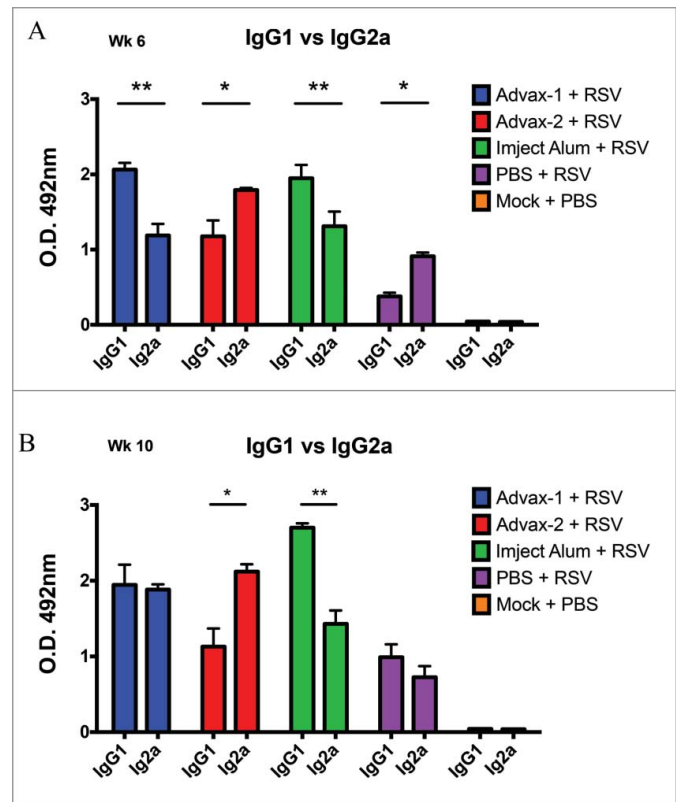 A
Wk 6
IgG1 vs IgG2a
** * ** *
Advax-1 + RSV
Advax-2 + RSV
Imject Alum + RSV
PBS + RSV
Mock + PBS
O.D. 492nm
3
2
1
0
IgG1 Ig2a IgG1 Ig2a IgG1 Ig2a IgG1 Ig2a IgG1 Ig2a
B
Wk 10
IgG1 vs IgG2a
* **
Advax-1 + RSV
Advax-2 + RSV
Imject Alum + RSV
PBS + RSV
Mock + PBS
O.D. 492nm
3
2
1
0
IgG1 Ig2a IgG1 Ig2a IgG1 Ig2a IgG1 Ig2a IgG1 Ig2a